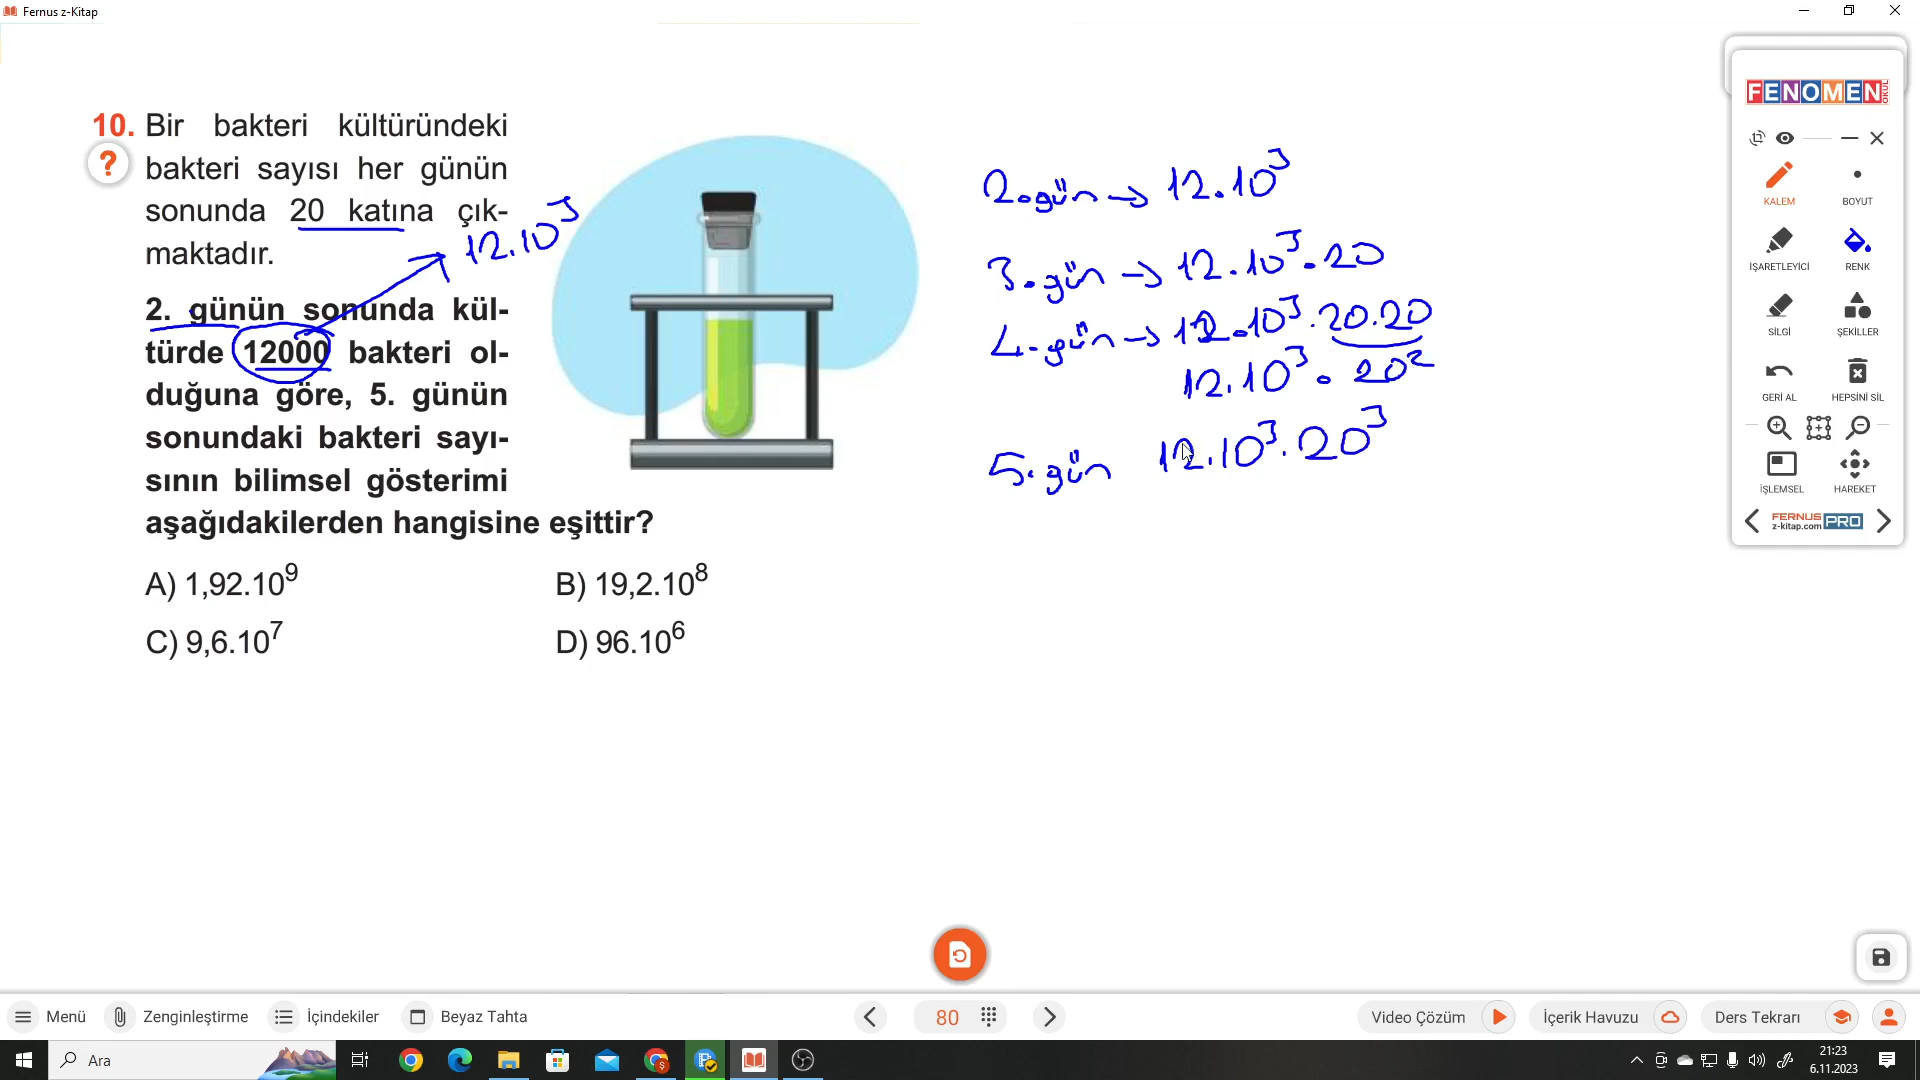 Fernus z-Kitap
FENOMEN OKUL
10. Bir bakteri kültüründeki
? bakteri sayısı her günün
sonunda 20 katına çık-
maktadır.
12.10³
2. günün sonunda kül-
türde 12000 bakteri ol-
duğuna göre, 5. günün
sonundaki bakteri sayı-
sının bilimsel gösterimi
aşağıdakilerden hangisine eşittir?
A) 1,92.10⁹
B) 19,2.10⁸
C) 9,6.10⁷
D) 96.10⁶
2.gün → 12.10³
3.gün → 12.10³.20
4.gün → 12.10³.20.20
12.10³.20²
5.gün 12.10³.20³
KALEM
BOYUT
İŞARETLEYİCİ
RENK
SİLGİ
ŞEKİLLER
GERİ AL
HEPSİNİ SİL
İŞLEMSEL
HAREKET
FERNUS
z-kitap.com PRO
Menü
Zenginleştirme
İçindekiler
Beyaz Tahta
80
Video Çözüm
İçerik Havuzu
Ders Tekrarı
Ara
21:23
6.11.2023